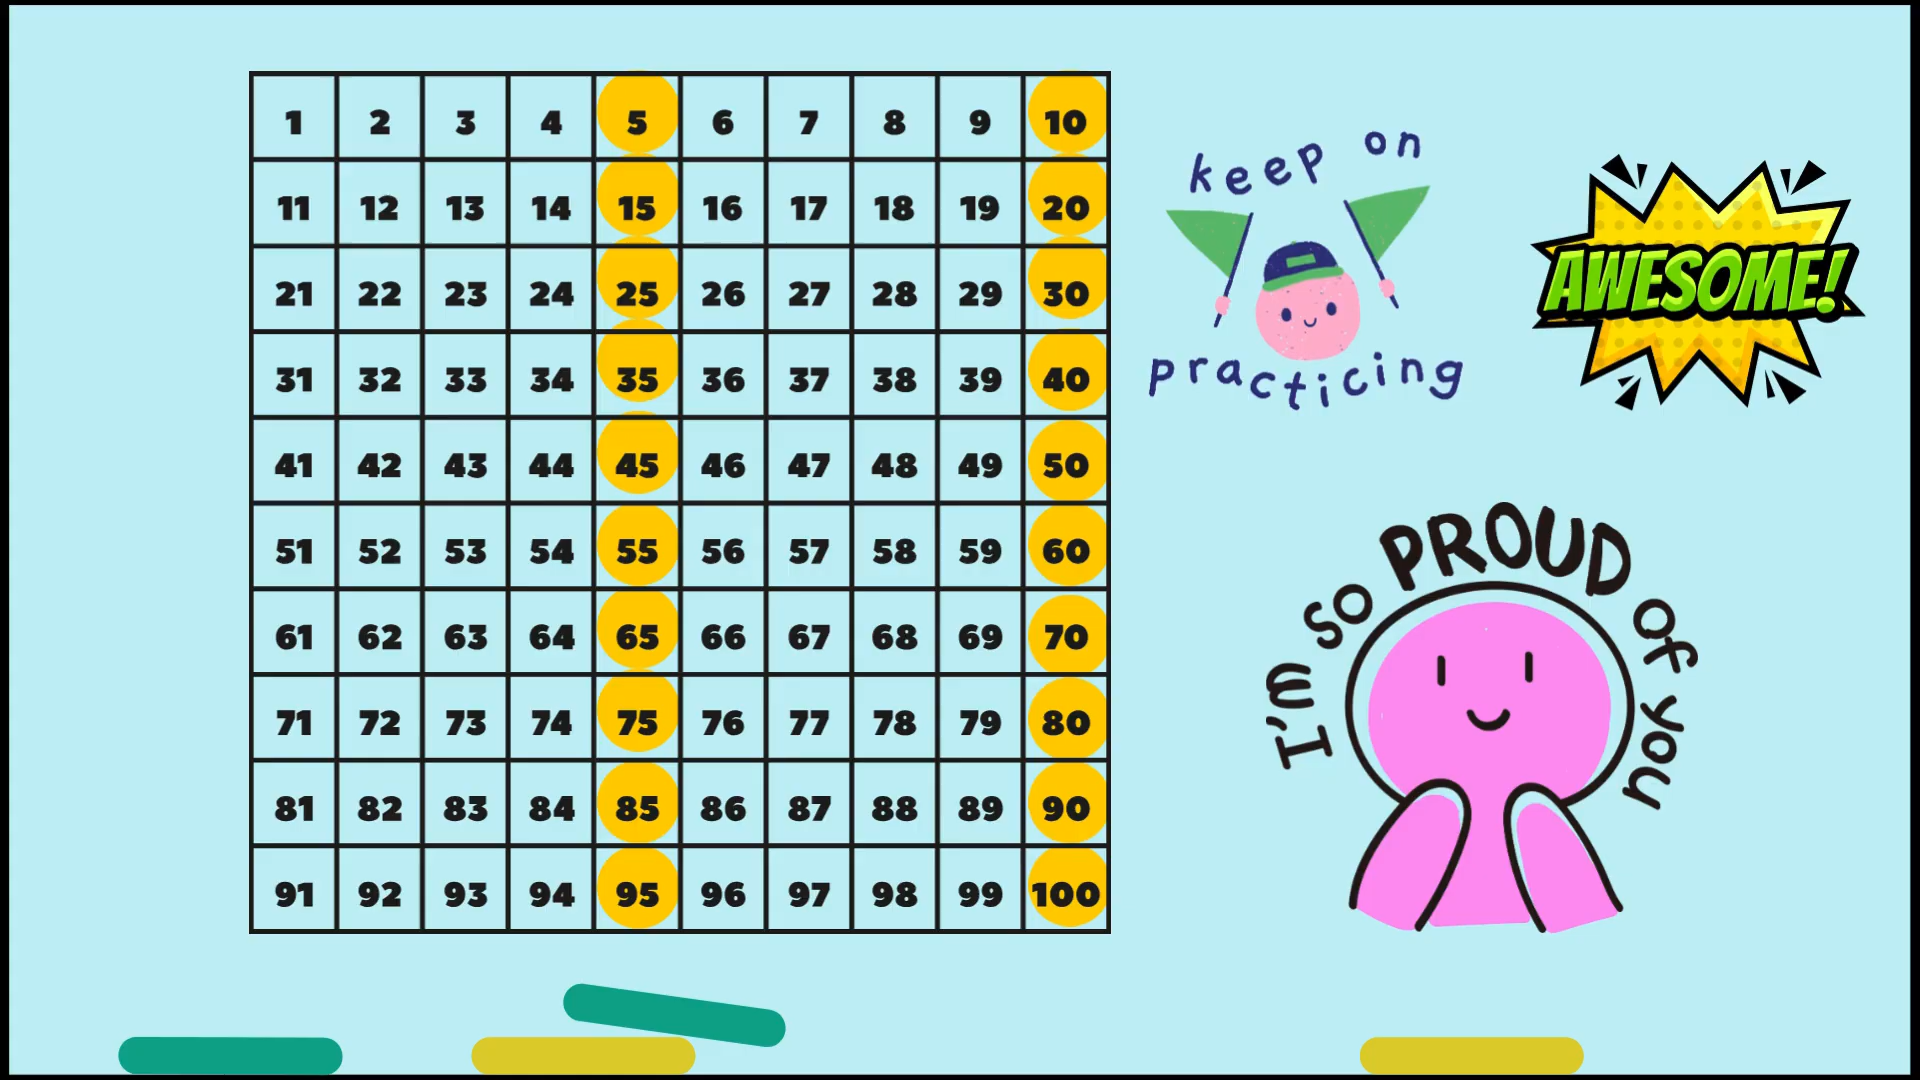 1 2 3 4 5 6 7 8 9 10
11 12 13 14 15 16 17 18 19 20
21 22 23 24 25 26 27 28 29 30
31 32 33 34 35 36 37 38 39 40
41 42 43 44 45 46 47 48 49 50
51 52 53 54 55 56 57 58 59 60
61 62 63 64 65 66 67 68 69 70
71 72 73 74 75 76 77 78 79 80
81 82 83 84 85 86 87 88 89 90
91 92 93 94 95 96 97 98 99 100
keep on
practicing
AWESOME!
I'm so PROUD of you